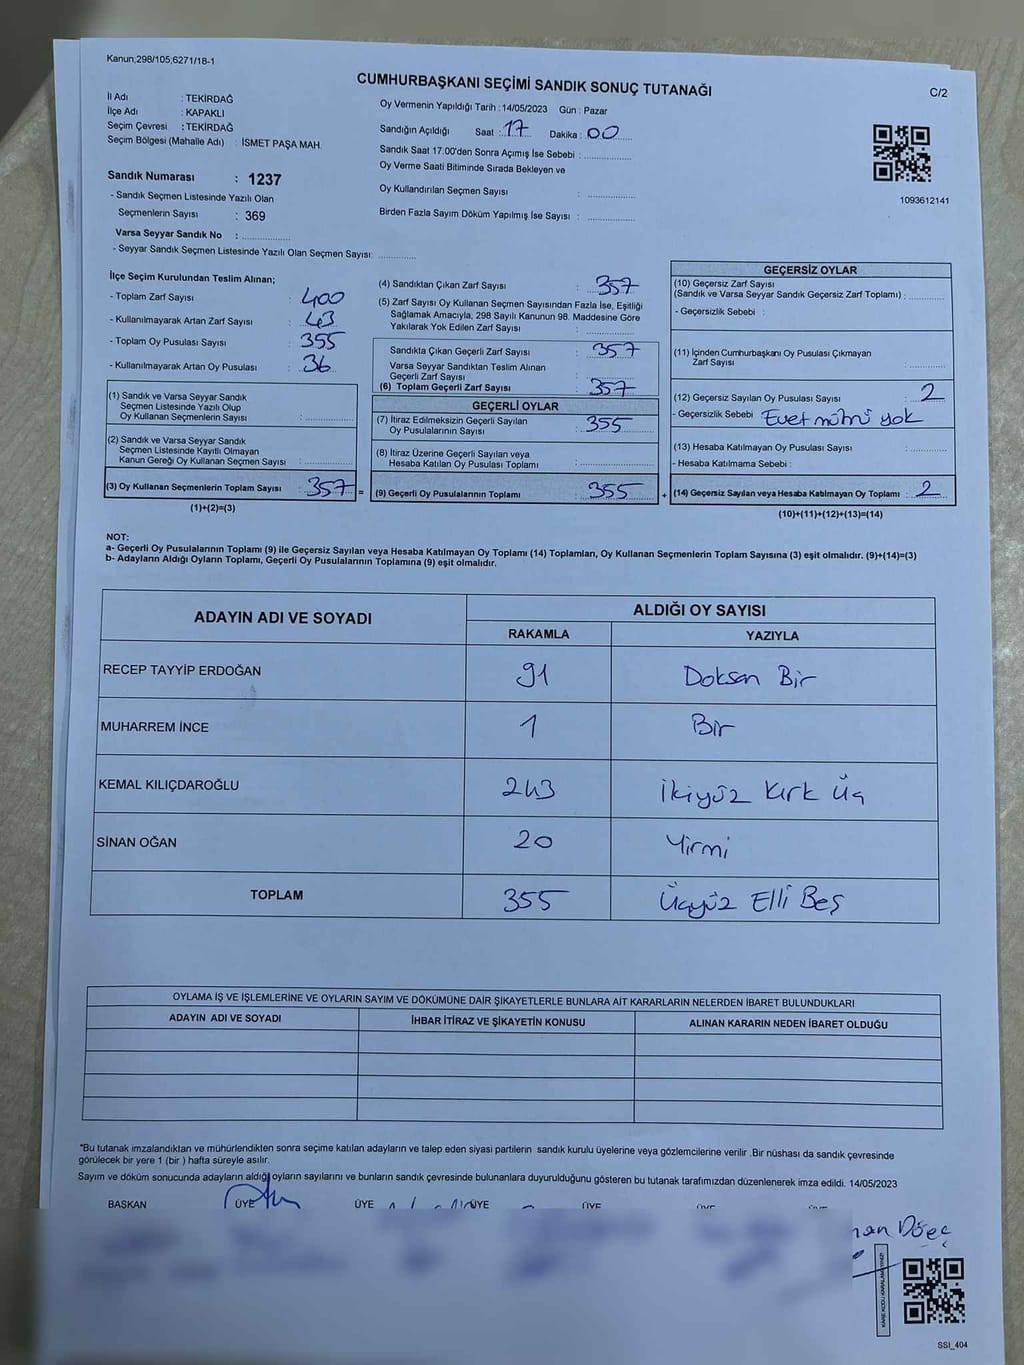 Kanun,298/105,6271/18-1
CUMHURBAŞKANI SEÇİMİ SANDIK SONUÇ TUTANAĞI
C/2
İl Adı : TEKİRDAĞ
İlçe Adı : KAPAKLI
Seçim Çevresi : TEKİRDAĞ
Seçim Bölgesi (Mahalle Adı) : İSMET PAŞA MAH.
Sandık Numarası : 1237
- Sandık Seçmen Listesinde Yazılı Olan
Seçmenlerin Sayısı : 369
Varsa Seyyar Sandık No :
- Seyyar Sandık Seçmen Listesinde Yazılı Olan Seçmen Sayısı:
Oy Vermenin Yapıldığı Tarih : 14/05/2023 Gün : Pazar
Sandığın Açıldığı Saat : 17 Dakika : 00
Sandık Saat 17:00'den Sonra Açımış İse Sebebi :
Oy Verme Saati Bitiminde Sırada Bekleyen ve
Oy Kullandırılan Seçmen Sayısı :
Birden Fazla Sayım Döküm Yapılmış İse Sayısı :
1093612141
İlçe Seçim Kurulundan Teslim Alınan;
- Toplam Zarf Sayısı : 400
- Kullanılmayarak Artan Zarf Sayısı : 43
- Toplam Oy Pusulası Sayısı : 355
- Kullanılmayarak Artan Oy Pusulası : 36
(1) Sandık ve Varsa Seyyar Sandık
Seçmen Listesinde Yazılı Olup
Oy Kullanan Seçmenlerin Sayısı :
(2) Sandık ve Varsa Seyyar Sandık
Seçmen Listesinde Kayıtlı Olmayan
Kanun Gereği Oy Kullanan Seçmen Sayısı :
(3) Oy Kullanan Seçmenlerin Toplam Sayısı : 357 =
(1)+(2)=(3)
(4) Sandıktan Çıkan Zarf Sayısı : 357
(5) Zarf Sayısı Oy Kullanan Seçmen Sayısından Fazla İse, Eşitliği
Sağlamak Amacıyla, 298 Sayılı Kanunun 98. Maddesine Göre
Yakılarak Yok Edilen Zarf Sayısı :
Sandıkta Çıkan Geçerli Zarf Sayısı : 357
Varsa Seyyar Sandıktan Teslim Alınan
Geçerli Zarf Sayısı :
(6) Toplam Geçerli Zarf Sayısı : 357
GEÇERLİ OYLAR
(7) İtiraz Edilmeksizin Geçerli Sayılan
Oy Pusulalarının Sayısı : 355
(8) İtiraz Üzerine Geçerli Sayılan veya
Hesaba Katılan Oy Pusulası Toplamı :
(9) Geçerli Oy Pusulalarının Toplamı : 355 +
GEÇERSİZ OYLAR
(10) Geçersiz Zarf Sayısı
(Sandık ve Varsa Seyyar Sandık Geçersiz Zarf Toplamı) :
- Geçersizlik Sebebi :
(11) İçinden Cumhurbaşkanı Oy Pusulası Çıkmayan
Zarf Sayısı :
(12) Geçersiz Sayılan Oy Pusulası Sayısı : 2
- Geçersizlik Sebebi : Evet mührü yok
(13) Hesaba Katılmayan Oy Pusulası Sayısı :
- Hesaba Katılmama Sebebi :
(14) Geçersiz Sayılan veya Hesaba Katılmayan Oy Toplamı : 2
(10)+(11)+(12)+(13)=(14)
NOT:
a- Geçerli Oy Pusulalarının Toplamı (9) ile Geçersiz Sayılan veya Hesaba Katılmayan Oy Toplamı (14) Toplamları, Oy Kullanan Seçmenlerin Toplam Sayısına (3) eşit olmalıdır. (9)+(14)=(3)
b- Adayların Aldığı Oyların Toplamı, Geçerli Oy Pusulalarının Toplamına (9) eşit olmalıdır.
ADAYIN ADI VE SOYADI ALDIĞI OY SAYISI
RAKAMLA YAZIYLA
RECEP TAYYİP ERDOĞAN 91 Doksan Bir
MUHARREM İNCE 1 Bir
KEMAL KILIÇDAROĞLU 243 İkiyüz Kırk Üç
SİNAN OĞAN 20 Yirmi
TOPLAM 355 Üçyüz Elli Beş
OYLAMA İŞ VE İŞLEMLERİNE VE OYLARIN SAYIM VE DÖKÜMÜNE DAİR ŞİKAYETLERLE BUNLARA AİT KARARLARIN NELERDEN İBARET BULUNDUKLARI
ADAYIN ADI VE SOYADI İHBAR İTİRAZ VE ŞİKAYETİN KONUSU ALINAN KARARIN NEDEN İBARET OLDUĞU
*Bu tutanak imzalandıktan ve mühürlendikten sonra seçime katılan adayların ve talep eden siyasi partilerin sandık kurulu üyelerine veya gözlemcilerine verilir .Bir nüshası da sandık çevresinde
görülecek bir yere 1 (bir ) hafta süreyle asılır.
Sayım ve döküm sonucunda adayların aldığı oyların sayılarını ve bunların sandık çevresinde bulunanlara duyurulduğunu gösteren bu tutanak tarafımızdan düzenlenerek imza edildi. 14/05/2023
BAŞKAN ÜYE ÜYE ÜYE ÜYE
SSI_404